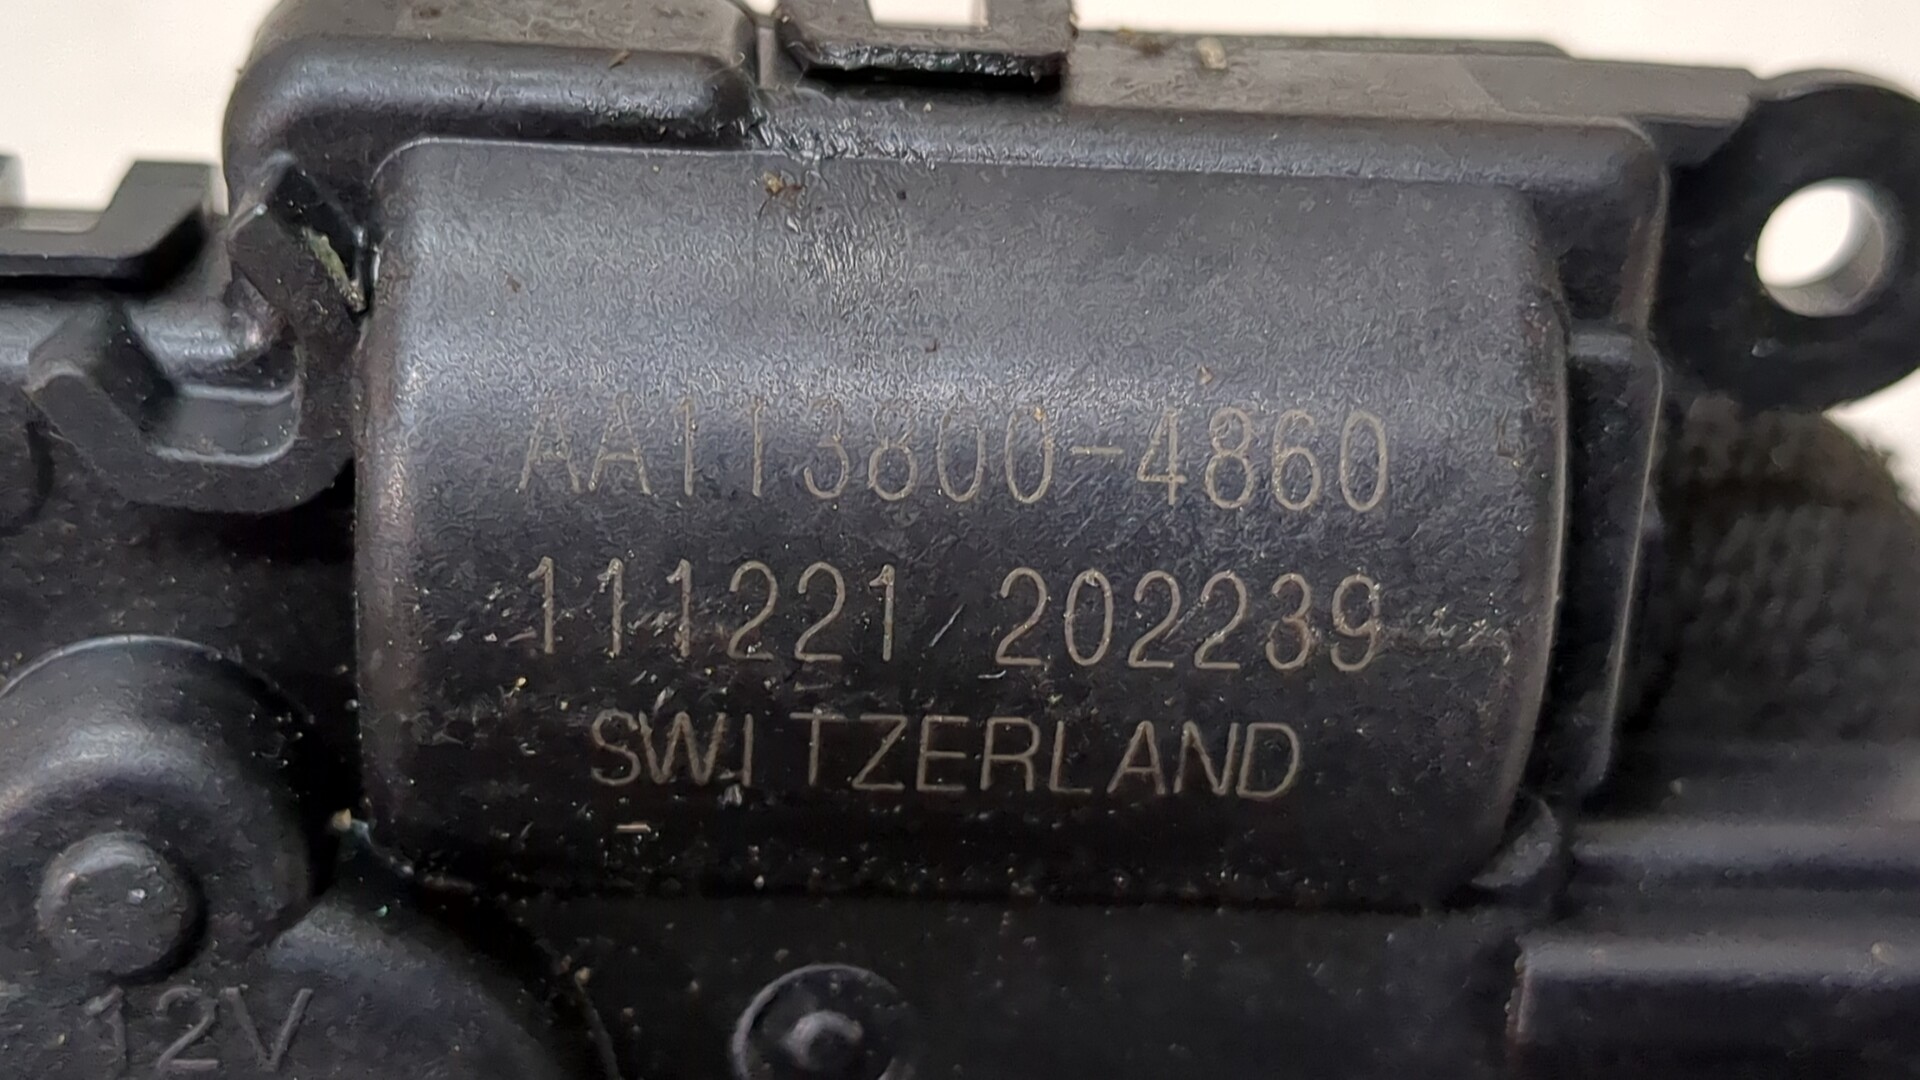 AA113800-4860
111221 202239
SWITZERLAND
12V